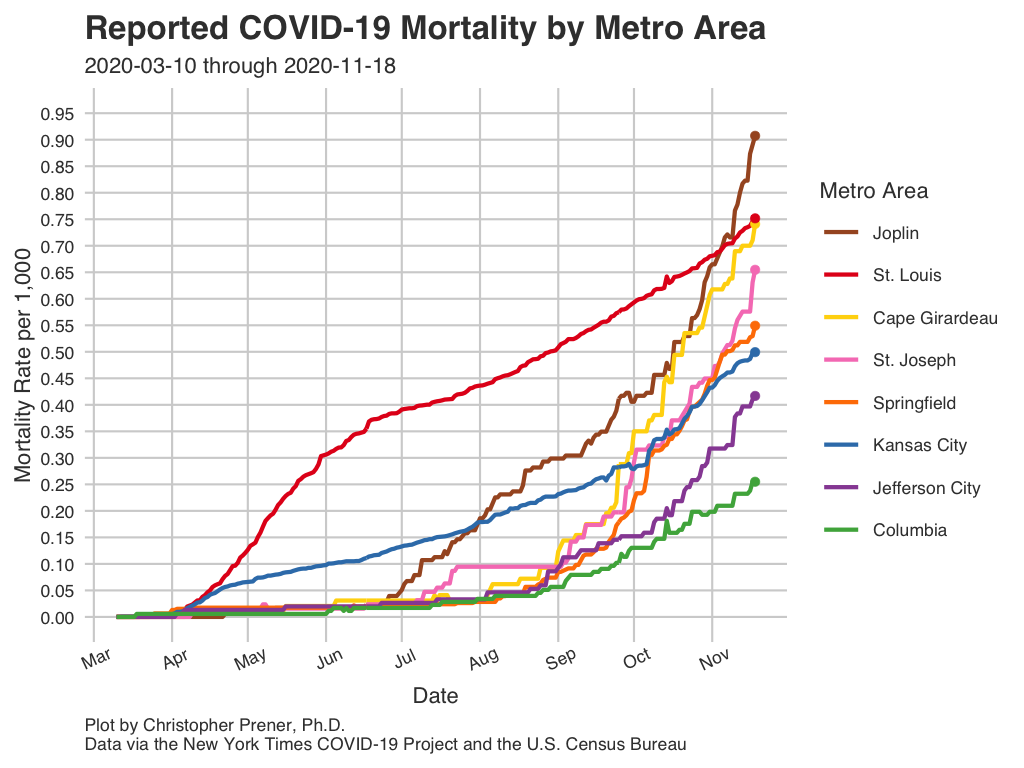 Reported COVID-19 Mortality by Metro Area
2020-03-10 through 2020-11-18
Mortality Rate per 1,000
0.95
0.90
0.85
0.80
0.75
0.70
0.65
0.60
0.55
0.50
0.45
0.40
0.35
0.30
0.25
0.20
0.15
0.10
0.05
0.00
Mar
Apr
May
Jun
Jul
Aug
Sep
Oct
Nov
Date
Metro Area
Joplin
St. Louis
Cape Girardeau
St. Joseph
Springfield
Kansas City
Jefferson City
Columbia
Plot by Christopher Prener, Ph.D.
Data via the New York Times COVID-19 Project and the U.S. Census Bureau